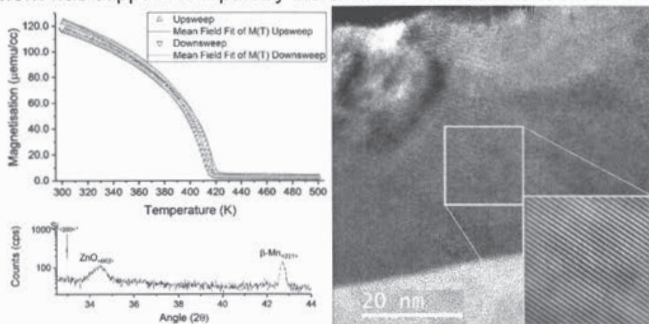 120.0
100.0
80.0
60.0
40.0
20.0
0.0
Magnetisation (µemu/cc)
Upsweep
Mean Field Fit of M(T) Upsweep
Downsweep
Mean Field Fit of M(T) Downsweep
300 320 340 360 380 400 420 440 460 480 500
Temperature (K)
1000
100
Counts (cps)
ZnO
β-Mn
34 36 38 40 42 44
Angle (2θ)
20 nm